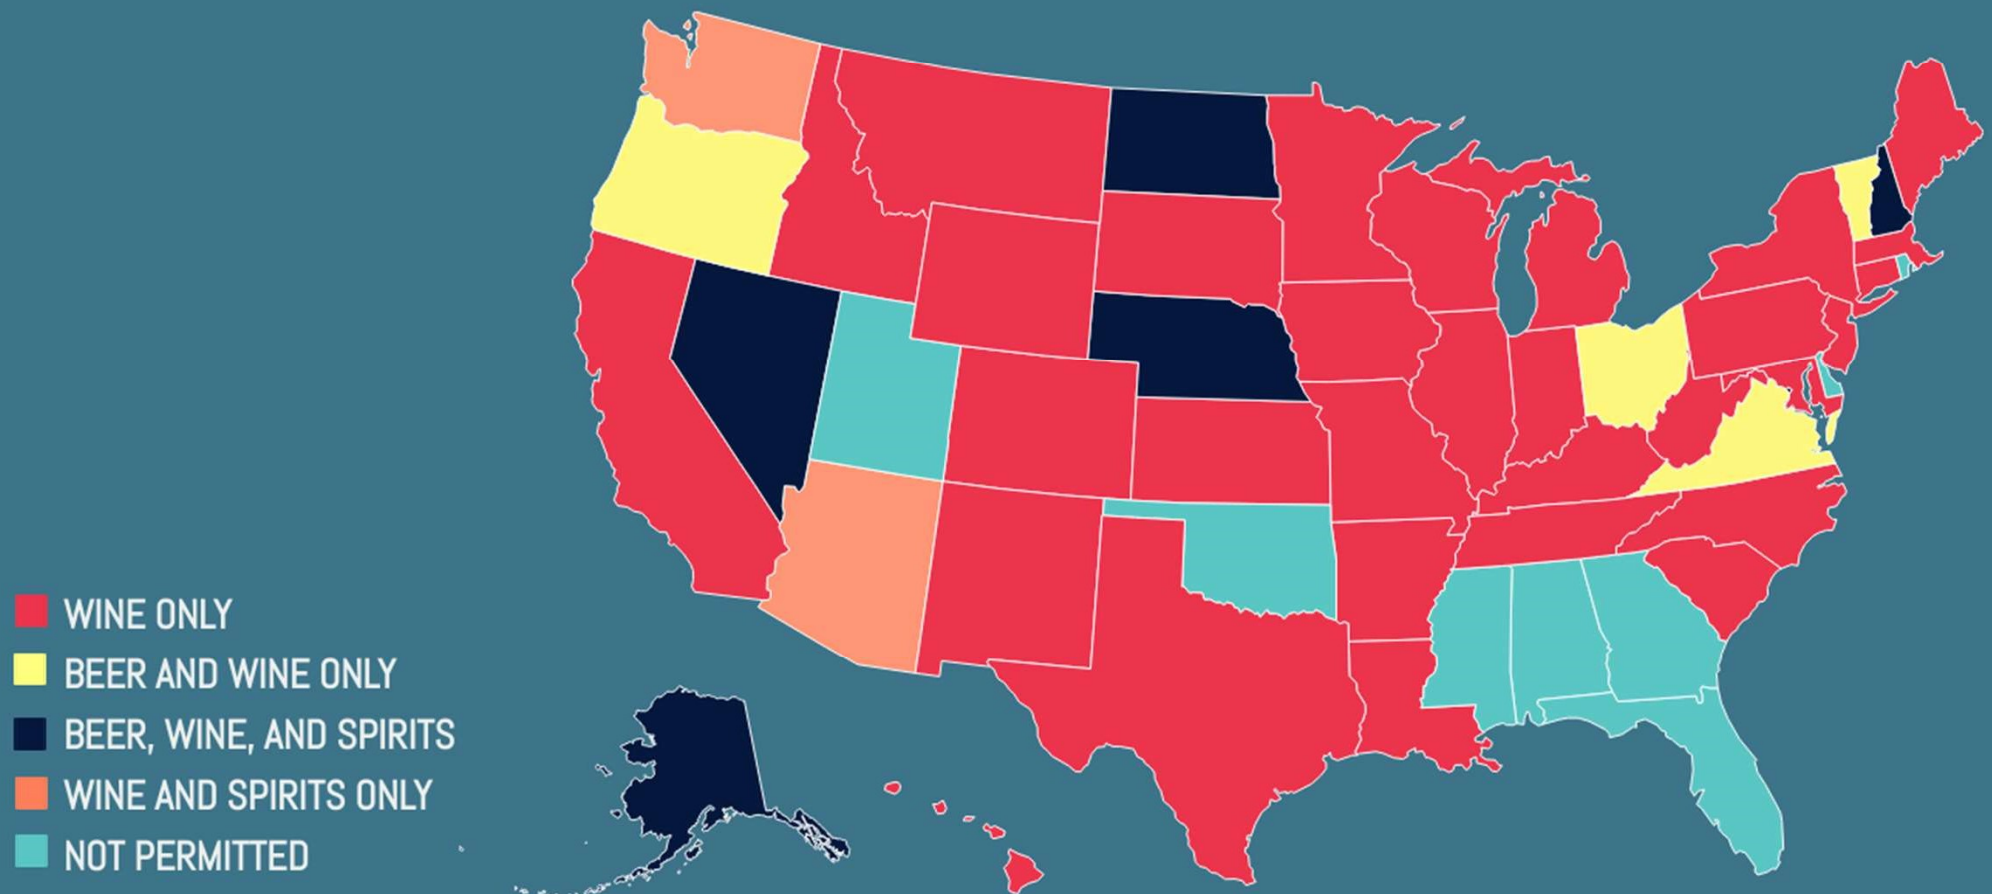 WINE ONLY
BEER AND WINE ONLY
BEER, WINE, AND SPIRITS
WINE AND SPIRITS ONLY
NOT PERMITTED